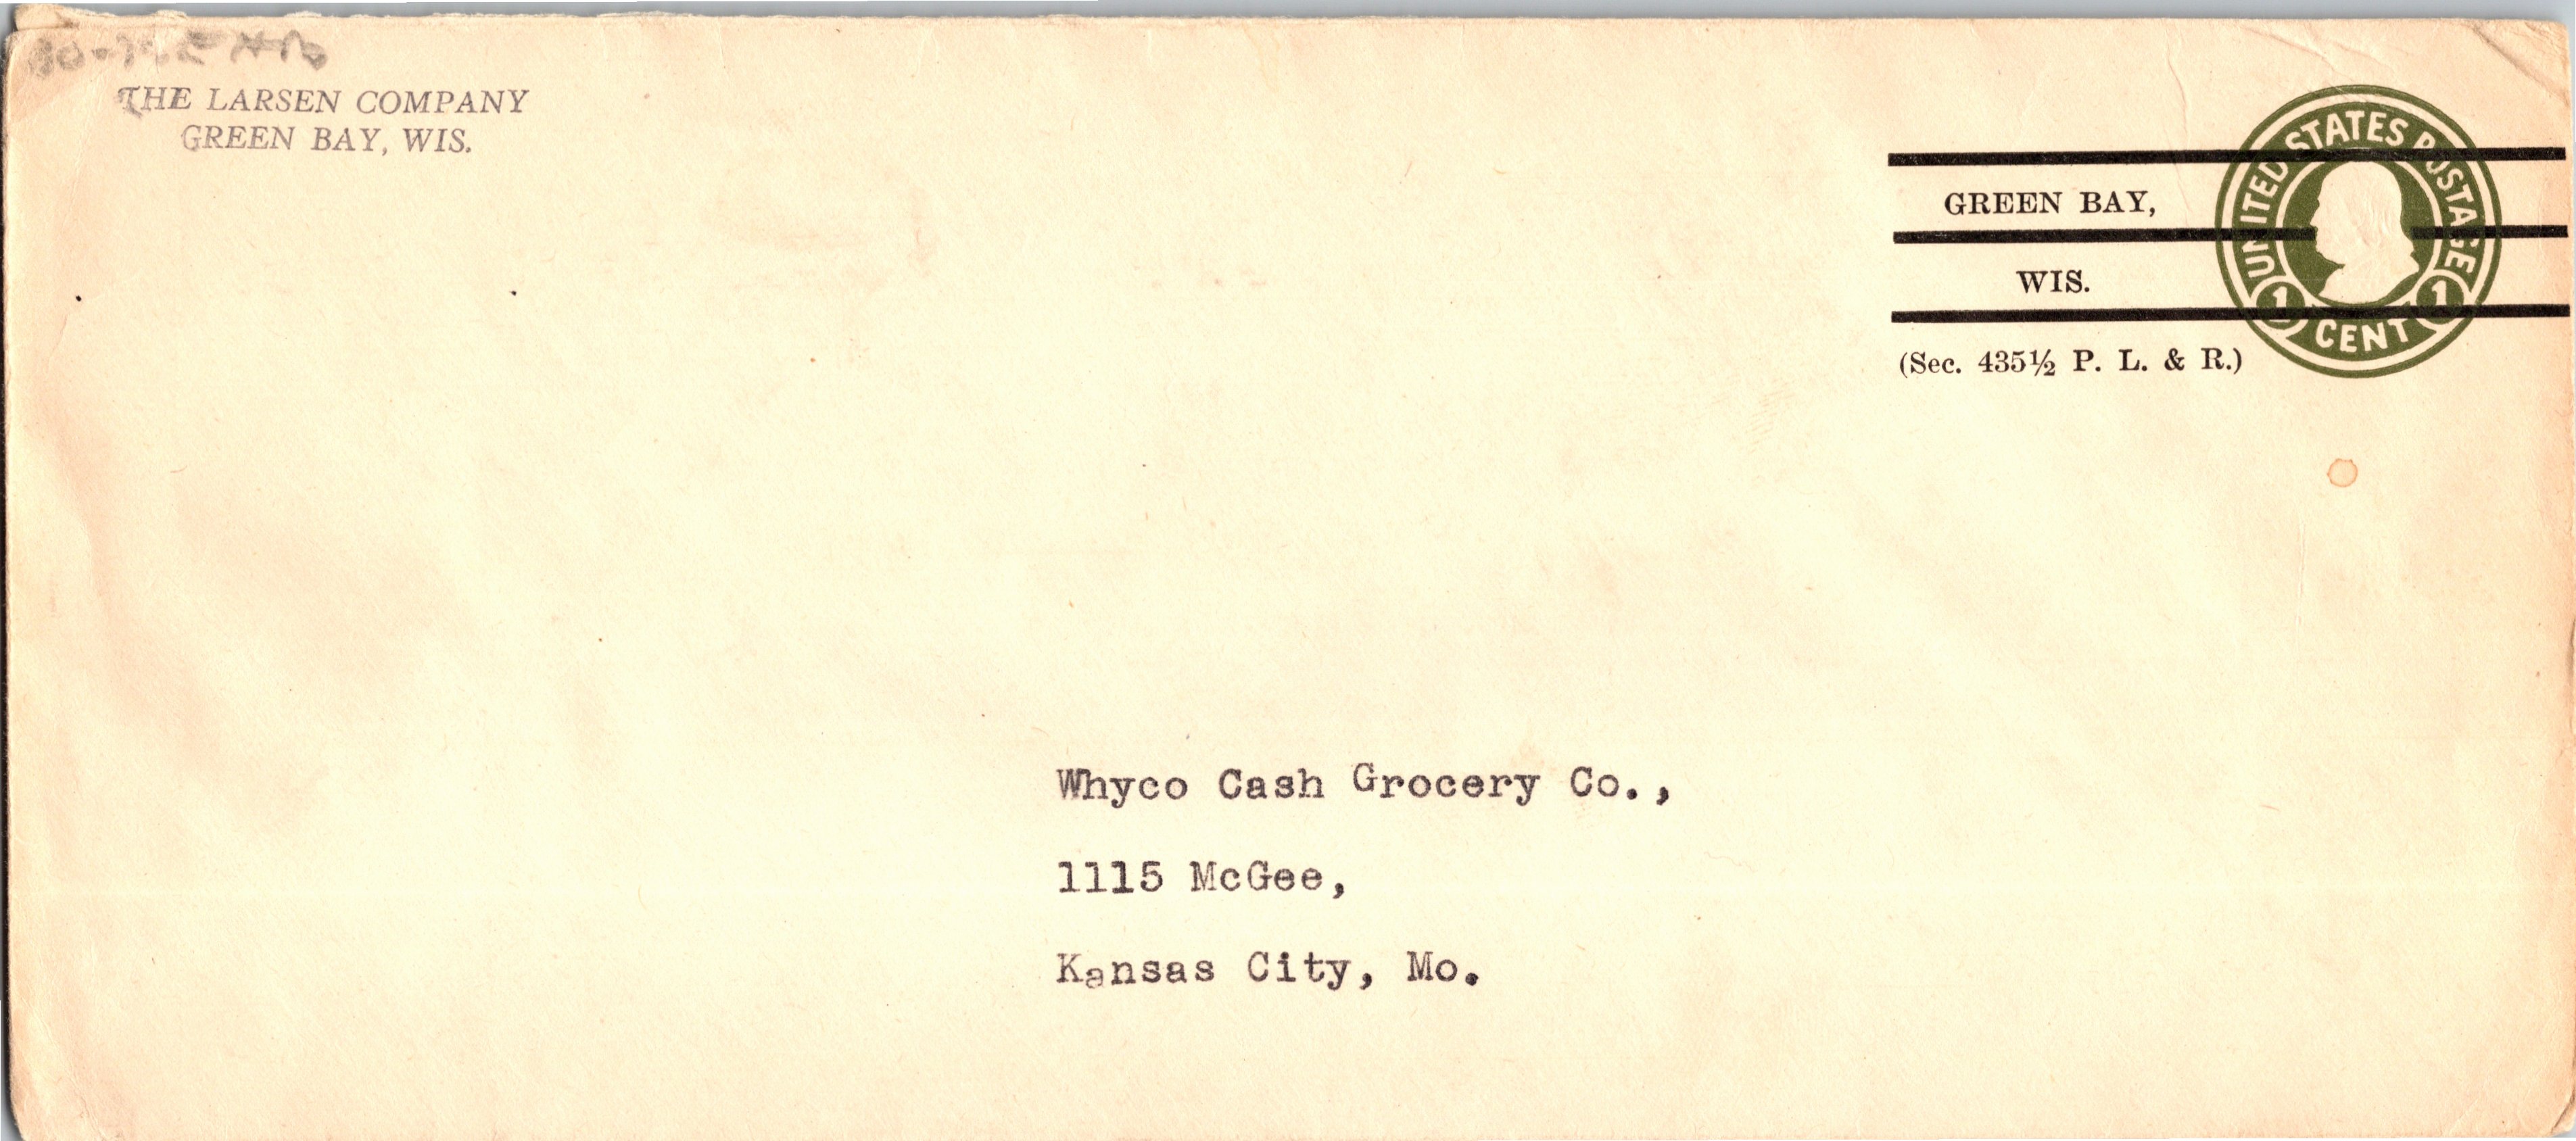 THE LARSEN COMPANY
GREEN BAY, WIS.
UNITED STATES POSTAGE
GREEN BAY,
WIS.
1 CENT 1
(Sec. 435½ P. L. & R.)
Whyco Cash Grocery Co.,
1115 McGee,
Kansas City, Mo.